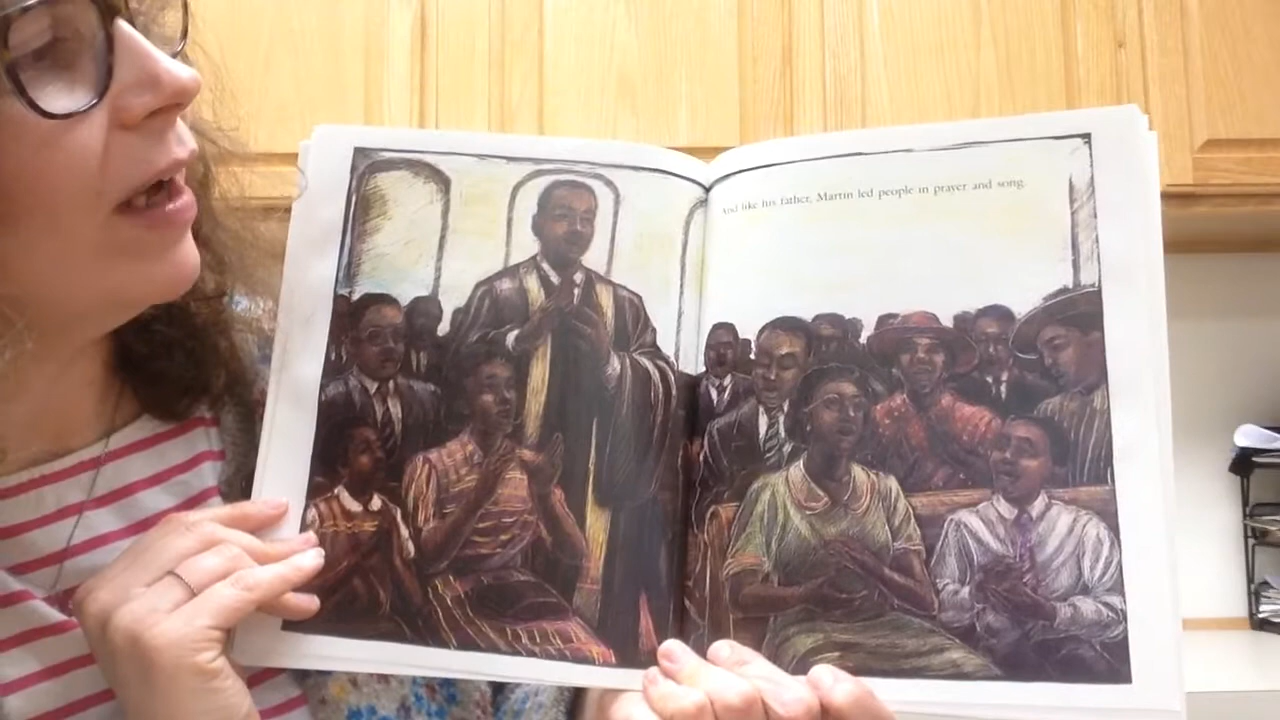 And like his father, Martin led people in prayer and song.